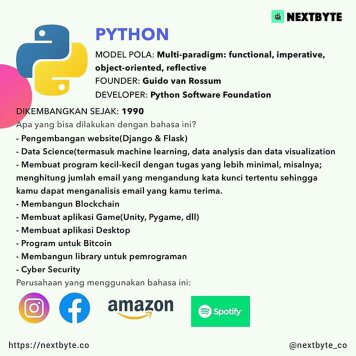 NEXTBYTE
PYTHON
MODEL POLA: Multi-paradigm: functional, imperative,
object-oriented, reflective
FOUNDER: Guido van Rossum
DEVELOPER: Python Software Foundation
DIKEMBANGKAN SEJAK: 1990
Apa yang bisa dilakukan dengan bahasa ini?
- Pengembangan website(Django & Flask)
- Data Science(termasuk machine learning, data analysis dan data visualization
- Membuat program kecil-kecil dengan tugas yang lebih minimal, misalnya;
menghitung jumlah email yang mengandung kata kunci tertentu sehingga
kamu dapat menganalisis email yang kamu terima.
- Membangun Blockchain
- Membuat aplikasi Game(Unity, Pygame, dll)
- Membuat aplikasi Desktop
- Program untuk Bitcoin
- Membangun library untuk pemrograman
- Cyber Security
Perusahaan yang menggunakan bahasa ini:
amazon
Spotify
https://nextbyte.co
@nextbyte_co